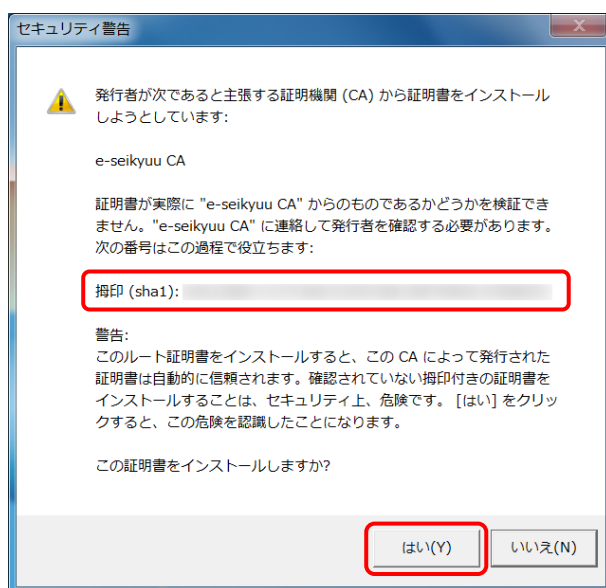 セキュリティ警告
発行者が次であると主張する証明機関 (CA) から証明書をインストール
しようとしています:
e-seikyuu CA
証明書が実際に "e-seikyuu CA" からのものであるかどうかを検証でき
ません。"e-seikyuu CA" に連絡して発行者を確認する必要があります。
次の番号はこの過程で役立ちます:
拇印 (sha1):
警告:
このルート証明書をインストールすると、この CA によって発行された
証明書は自動的に信頼されます。確認されていない拇印付きの証明書を
インストールすることは、セキュリティ上、危険です。 [はい] をクリッ
クすると、この危険を認識したことになります。
この証明書をインストールしますか?
はい(Y)
いいえ(N)